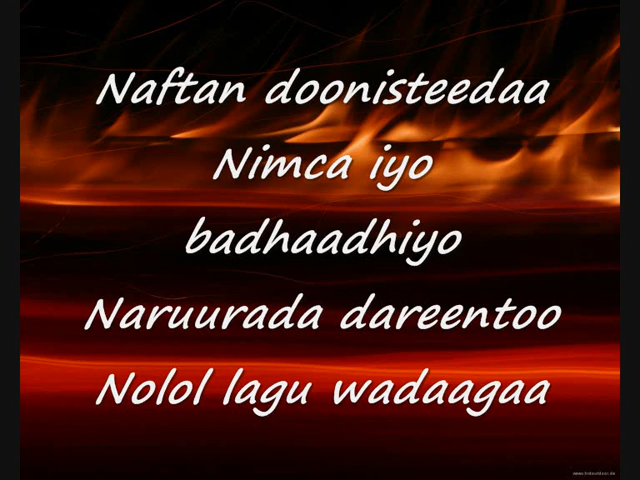 Naftan doonisteedaa
Nimca iyo
badhaadhiyo
Naruurada dareentoo
Nolol lagu wadaagaa